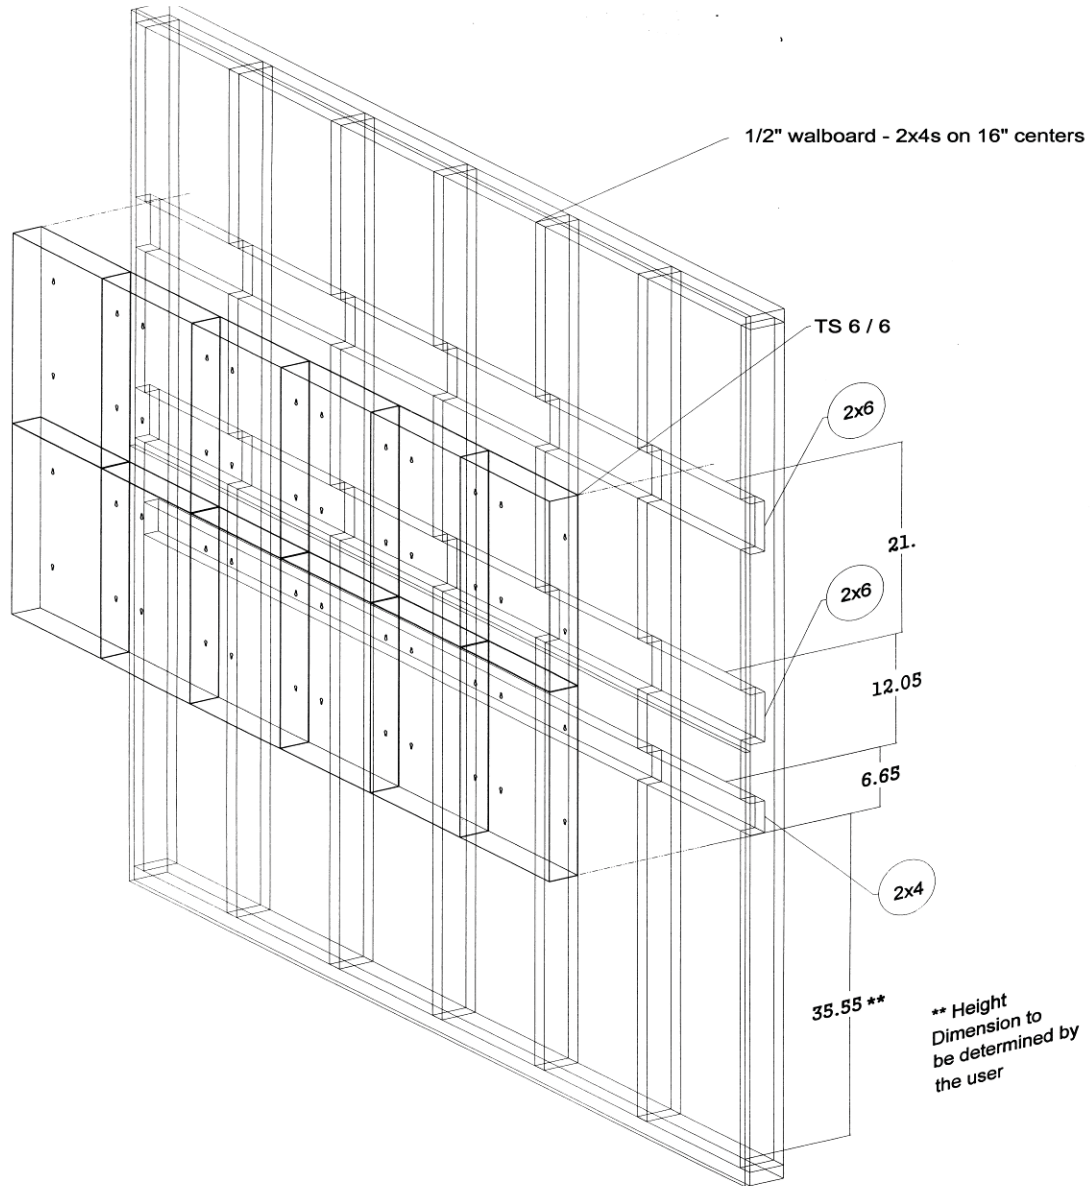 1/2" walboard - 2x4s on 16" centers
TS 6 / 6
2x6
21.
2x6
12.05
6.65
2x4
35.55 **
** Height
Dimension to
be determined by
the user